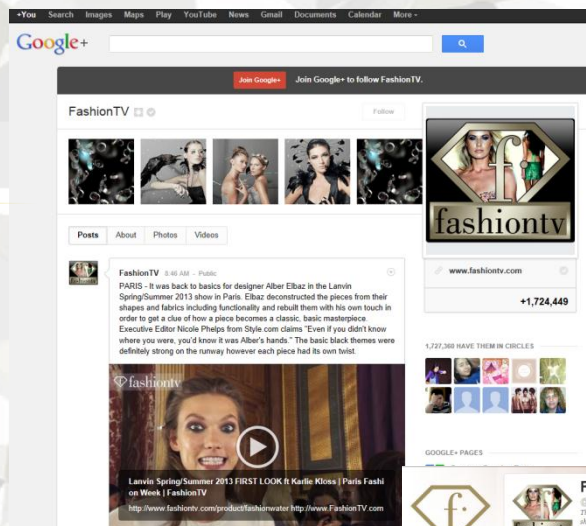 +You Search Images Maps Play YouTube News Gmail Documents Calendar More -
Google+
Join Google+ Join Google+ to follow FashionTV.
FashionTV
Follow
Posts About Photos Videos
FashionTV 8:46 AM - Public
PARIS - It was back to basics for designer Alber Elbaz in the Lanvin
Spring/Summer 2013 show in Paris. Elbaz deconstructed the pieces from their
shapes and fabrics including functionality and rebuilt them with his own touch in
order to get a clue of how a piece becomes a classic, basic masterpiece.
Executive Editor Nicole Phelps from Style.com claims "Even if you didn't know
where you were, you'd know it was Alber's hands." The basic black themes were
definitely strong on the runway however each piece had its own twist.
fashiontv
Lanvin Spring/Summer 2013 FIRST LOOK ft Karlie Kloss | Paris Fashi
on Week | FashionTV
http://www.fashiontv.com/product/fashionwater http://www.FashionTV.com
f
fashiontv
www.fashiontv.com
+1,724,449
1,727,368 HAVE THEM IN CIRCLES
GOOGLE+ PAGES
f.
F